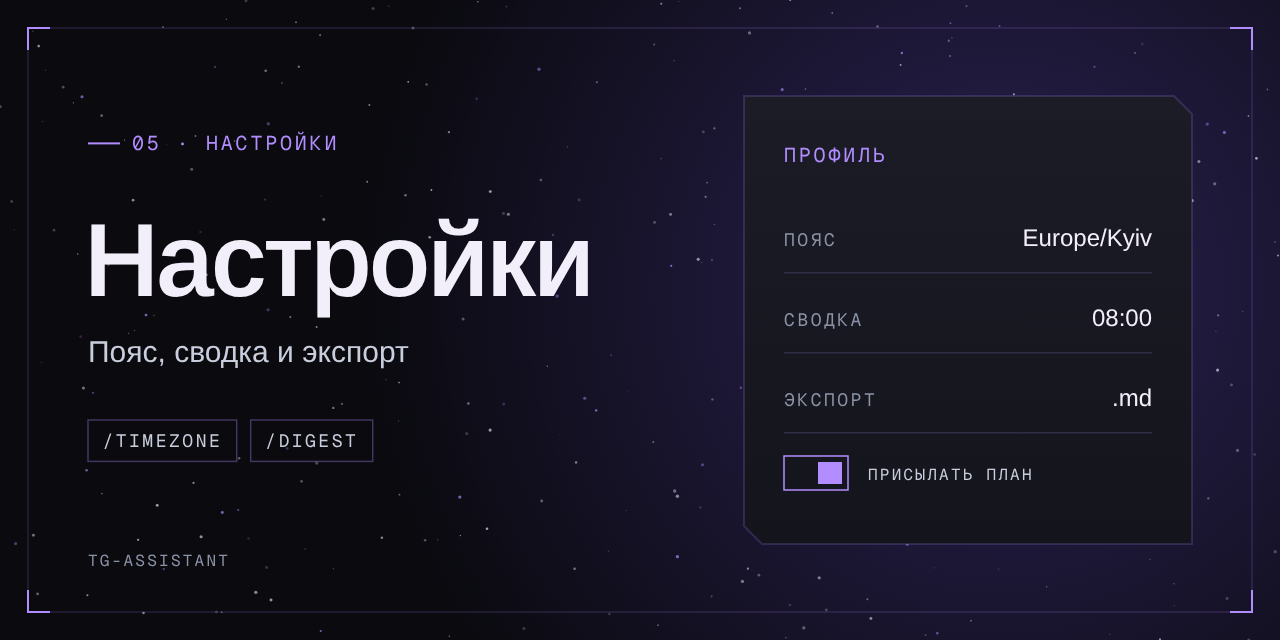 05 · НАСТРОЙКИ
Настройки
Пояс, сводка и экспорт
/TIMEZONE
/DIGEST
TG-ASSISTANT
ПРОФИЛЬ
ПОЯС
Europe/Kyiv
СВОДКА
08:00
ЭКСПОРТ
.md
ПРИСЫЛАТЬ ПЛАН